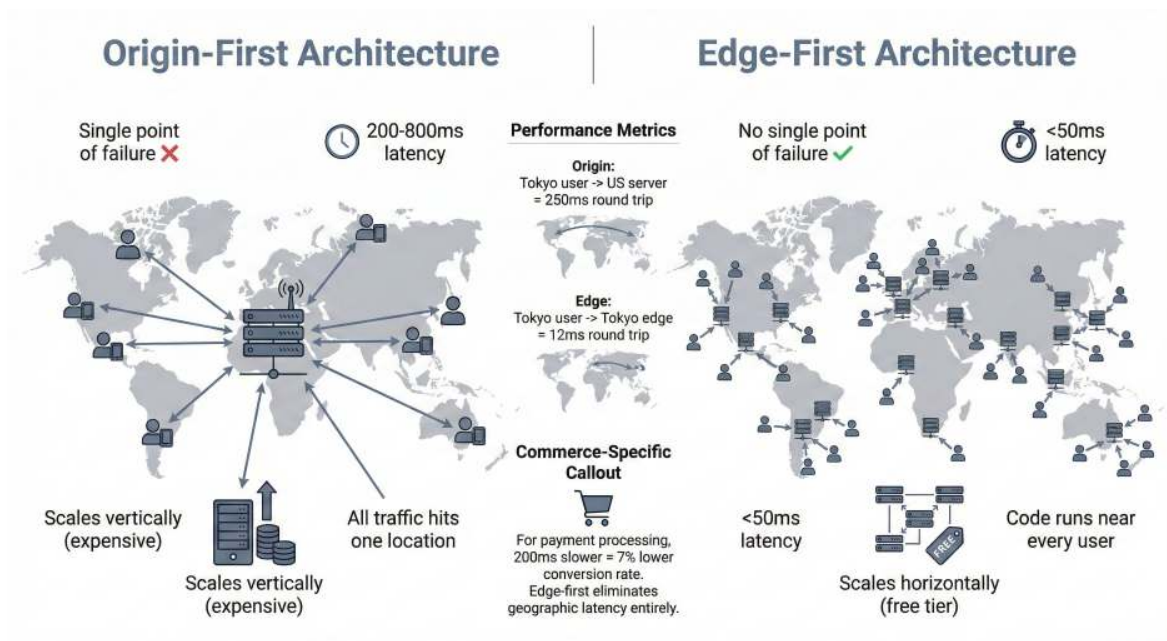 Origin-First Architecture
Single point
of failure
200-800ms
latency
Scales vertically
(expensive)
Scales vertically
(expensive)
All traffic hits
one location
Performance Metrics
Origin:
Tokyo user -> US server
= 250ms round trip
Edge:
Tokyo user -> Tokyo edge
= 12ms round trip
Commerce-Specific
Callout
For payment processing,
200ms slower = 7% lower
conversion rate.
Edge-first eliminates
geographic latency entirely.
Edge-First Architecture
No single point
of failure
<50ms
latency
<50ms
latency
FREE
Scales horizontally
(free tier)
Code runs near
every user